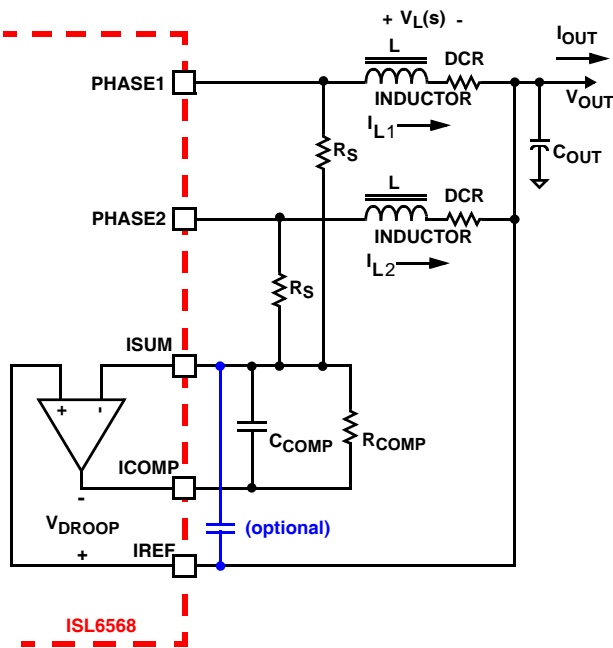 + VL(s) -
IOUT
L
DCR
PHASE1
INDUCTOR
VOUT
IL1
RS
COUT
L
DCR
PHASE2
INDUCTOR
IL2
RS
ISUM
+ -
CCOMP
RCOMP
ICOMP
-
VDROOP
(optional)
+
IREF
ISL6568